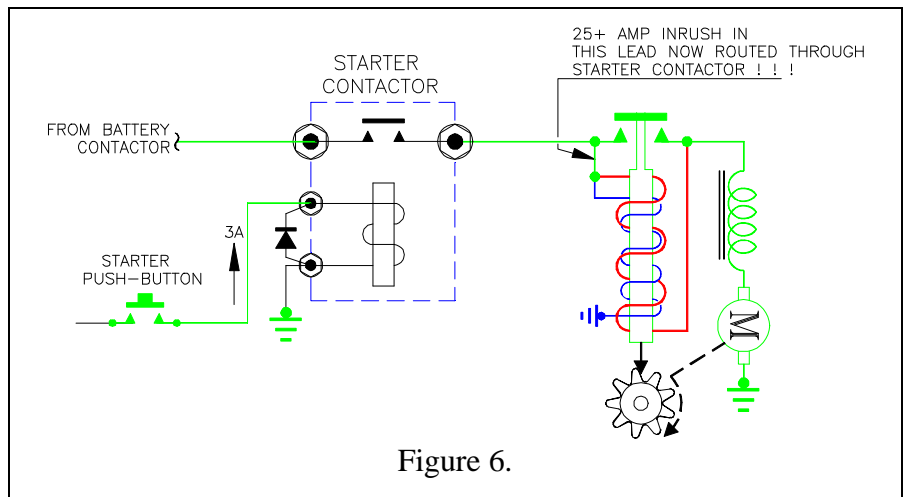 25+ AMP INRUSH IN
THIS LEAD NOW ROUTED THROUGH
STARTER CONTACTOR ! ! !
STARTER
CONTACTOR
FROM BATTERY
CONTACTOR
3A
STARTER
PUSH-BUTTON
M
Figure 6.